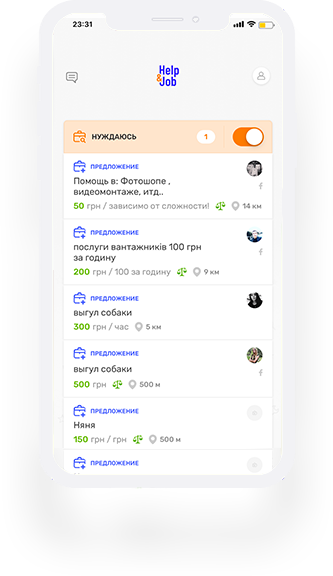 23:31
Help
&Job
НУЖДАЮСЬ 1
ПРЕДЛОЖЕНИЕ
Помощь в: Фотошопе ,
видеомонтаже, итд..
50 грн / зависимо от сложности! 14 км
ПРЕДЛОЖЕНИЕ
послуги вантажників 100 грн
за годину
200 грн / 100 за годину 9 км
ПРЕДЛОЖЕНИЕ
выгул собаки
300 грн / час 5 км
ПРЕДЛОЖЕНИЕ
выгул собаки
500 грн 500 м
ПРЕДЛОЖЕНИЕ
Няня
150 грн / грн 500 м
ПРЕДЛОЖЕНИЕ